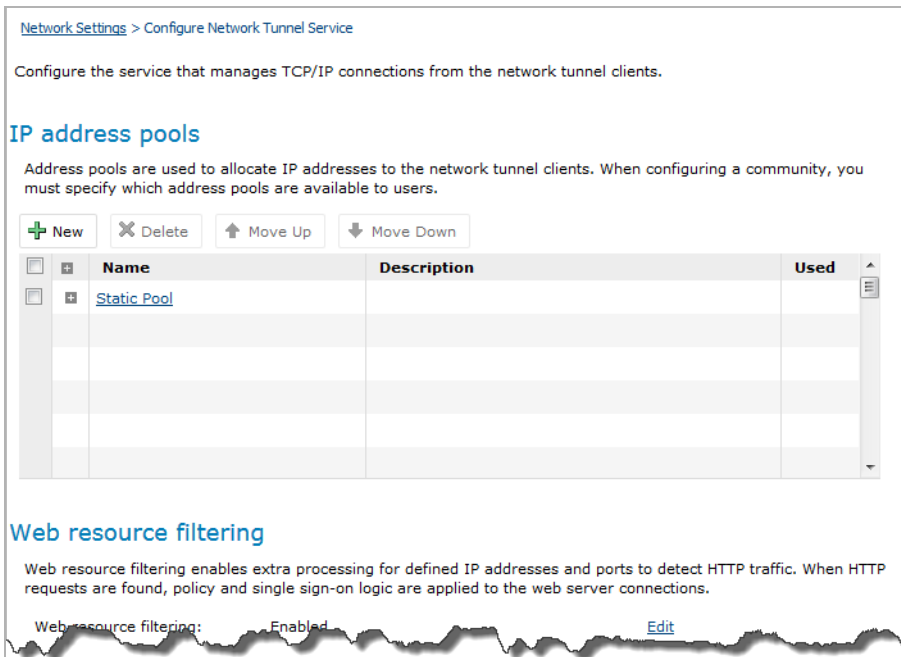 Network Settings > Configure Network Tunnel Service
Configure the service that manages TCP/IP connections from the network tunnel clients.
IP address pools
Address pools are used to allocate IP addresses to the network tunnel clients. When configuring a community, you
must specify which address pools are available to users.
New Delete Move Up Move Down
Name Description Used
Static Pool
Web resource filtering
Web resource filtering enables extra processing for defined IP addresses and ports to detect HTTP traffic. When HTTP
requests are found, policy and single sign-on logic are applied to the web server connections.
Web resource filtering: Enabled Edit